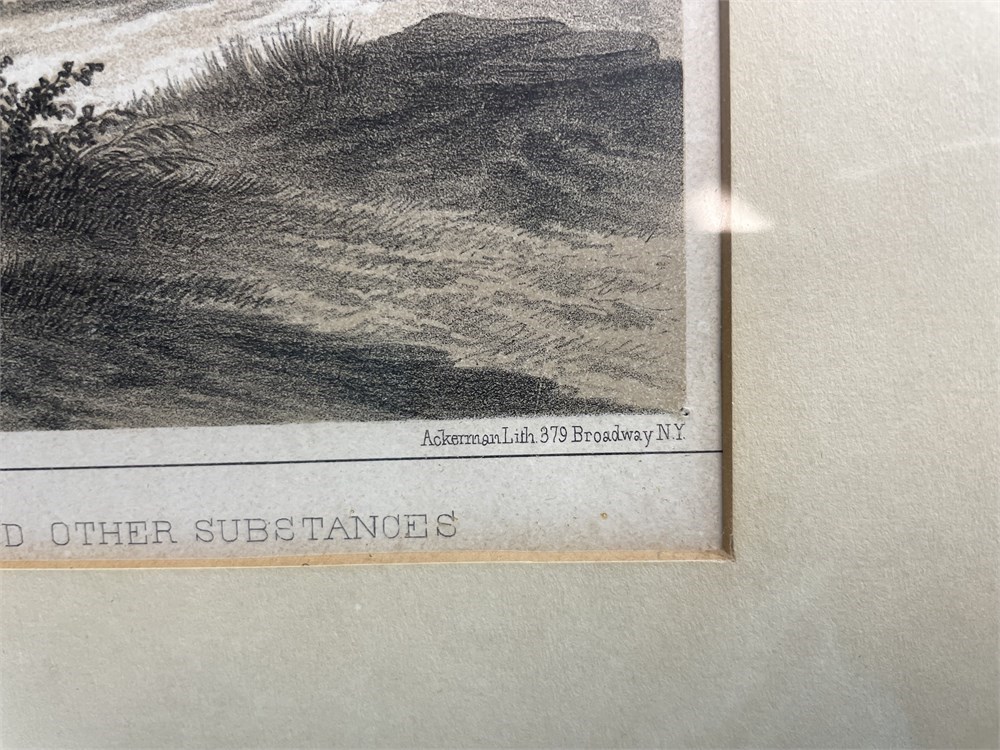 Ackerman Lith. 379 Broadway N.Y.
D OTHER SUBSTANCES